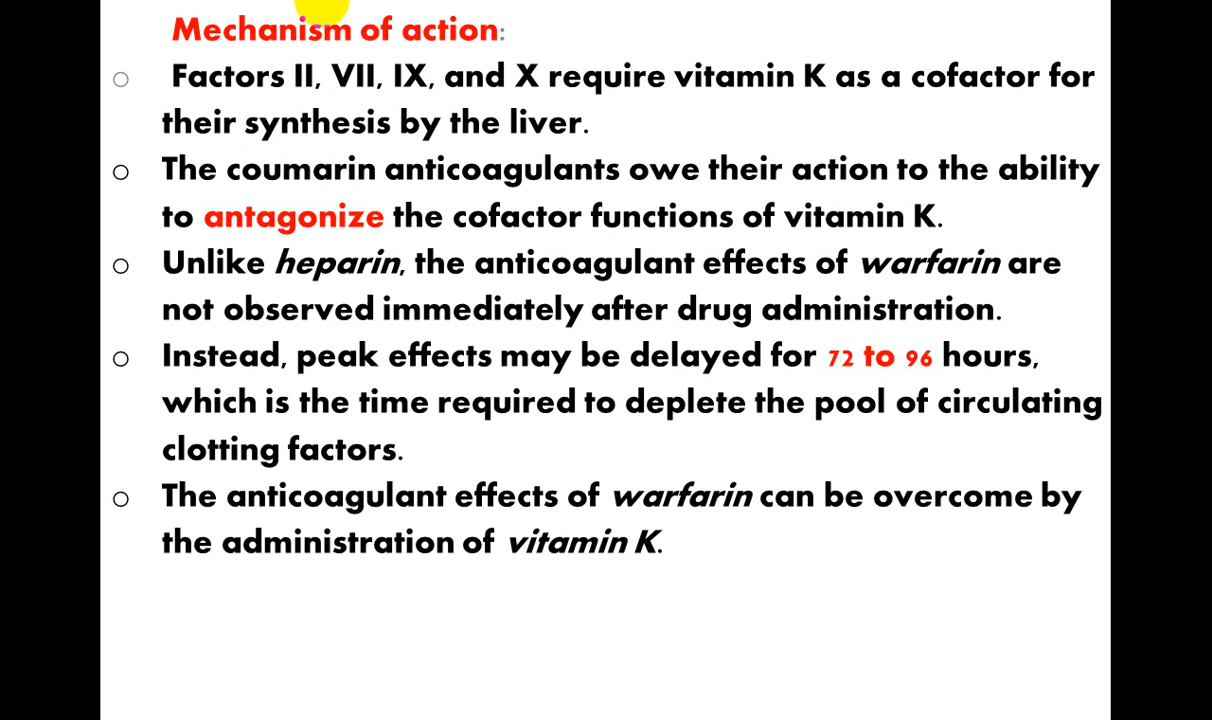 Mechanism of action:
o Factors II, VII, IX, and X require vitamin K as a cofactor for
their synthesis by the liver.
o The coumarin anticoagulants owe their action to the ability
to antagonize the cofactor functions of vitamin K.
o Unlike heparin, the anticoagulant effects of warfarin are
not observed immediately after drug administration.
o Instead, peak effects may be delayed for 72 to 96 hours,
which is the time required to deplete the pool of circulating
clotting factors.
o The anticoagulant effects of warfarin can be overcome by
the administration of vitamin K.